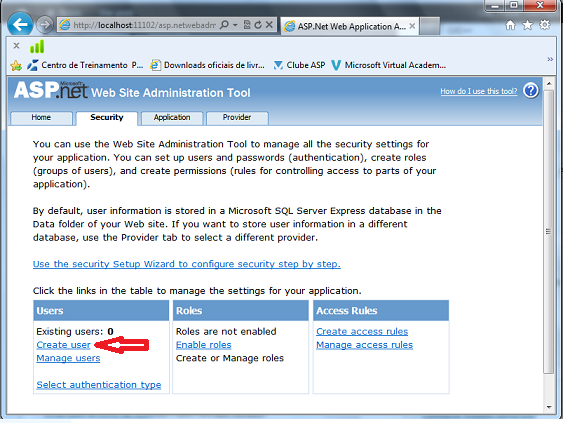 http://localhost:11102/asp.netwebadm
ASP.Net Web Application A...
Centro de Treinamento P...
Downloads oficiais de livr...
Clube ASP
Microsoft Virtual Academ...
Microsoft
ASP.net Web Site Administration Tool
How do I use this tool?
Home
Security
Application
Provider
You can use the Web Site Administration Tool to manage all the security settings for
your application. You can set up users and passwords (authentication), create roles
(groups of users), and create permissions (rules for controlling access to parts of your
application).
By default, user information is stored in a Microsoft SQL Server Express database in the
Data folder of your Web site. If you want to store user information in a different
database, use the Provider tab to select a different provider.
Use the security Setup Wizard to configure security step by step.
Click the links in the table to manage the settings for your application.
Users
Existing users: 0
Create user
Manage users
Select authentication type
Roles
Roles are not enabled
Enable roles
Create or Manage roles
Access Rules
Create access rules
Manage access rules